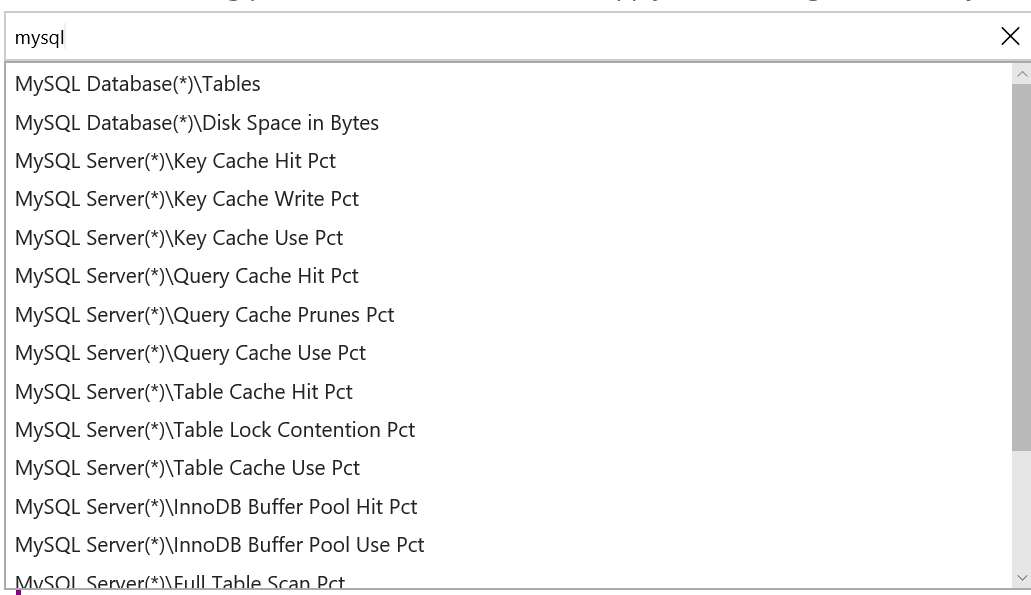 mysql
MySQL Database(*)\Tables
MySQL Database(*)\Disk Space in Bytes
MySQL Server(*)\Key Cache Hit Pct
MySQL Server(*)\Key Cache Write Pct
MySQL Server(*)\Key Cache Use Pct
MySQL Server(*)\Query Cache Hit Pct
MySQL Server(*)\Query Cache Prunes Pct
MySQL Server(*)\Query Cache Use Pct
MySQL Server(*)\Table Cache Hit Pct
MySQL Server(*)\Table Lock Contention Pct
MySQL Server(*)\Table Cache Use Pct
MySQL Server(*)\InnoDB Buffer Pool Hit Pct
MySQL Server(*)\InnoDB Buffer Pool Use Pct
MySQL Server(*)\Full Table Scan Pct